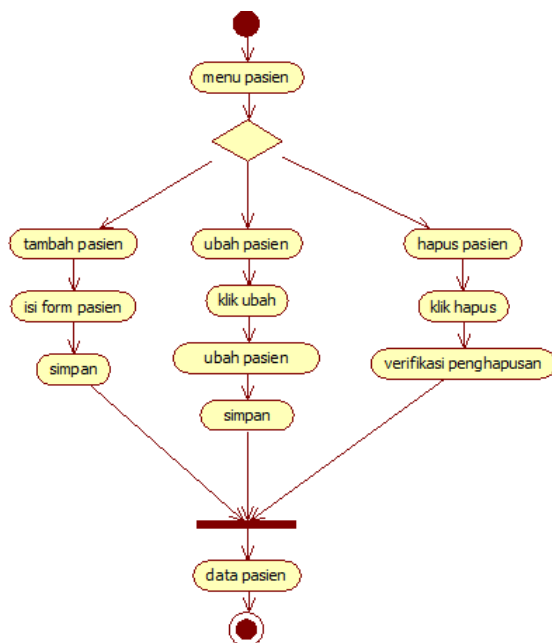 menu pasien
tambah pasien
ubah pasien
hapus pasien
isi form pasien
klik ubah
klik hapus
simpan
ubah pasien
verifikasi penghapusan
simpan
data pasien